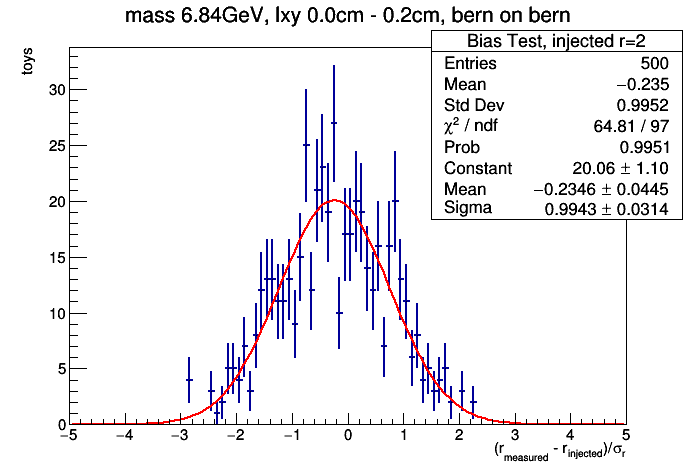 mass 6.84GeV, lxy 0.0cm - 0.2cm, bern on bern
Bias Test, injected r=2
Entries 500
Mean −0.235
Std Dev 0.9952
χ² / ndf 64.81 / 97
Prob 0.9951
Constant 20.06 ± 1.10
Mean −0.2346 ± 0.0445
Sigma 0.9943 ± 0.0314
toys
30
25
20
15
10
5
0
−5 −4 −3 −2 −1 0 1 2 3 4 5
(r_measured - r_injected)/σ_r